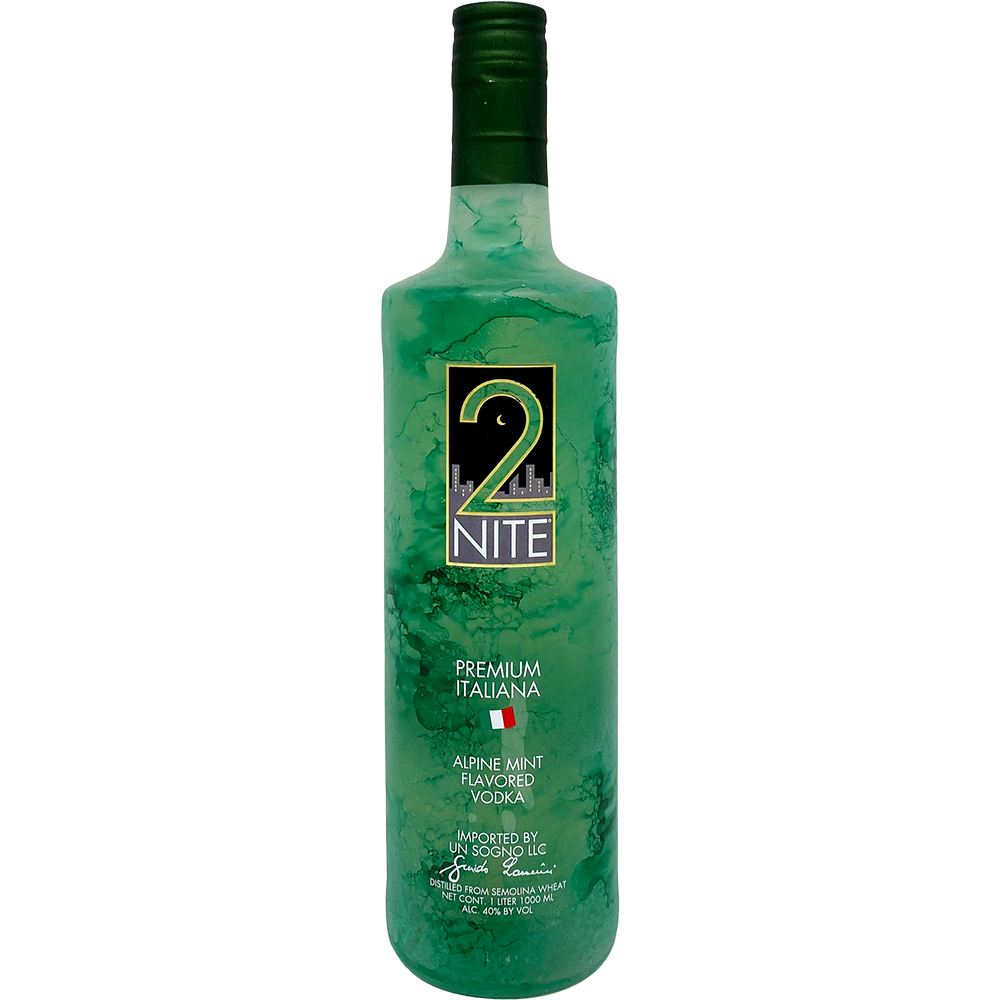 2
NITE®
PREMIUM
ITALIANA
ALPINE MINT
FLAVORED
VODKA
IMPORTED BY
UN SOGNO LLC
Guido
DISTILLED FROM SEMOLINA WHEAT
NET CONT. 1 LITER 1000 ML
ALC. 40% BY VOL